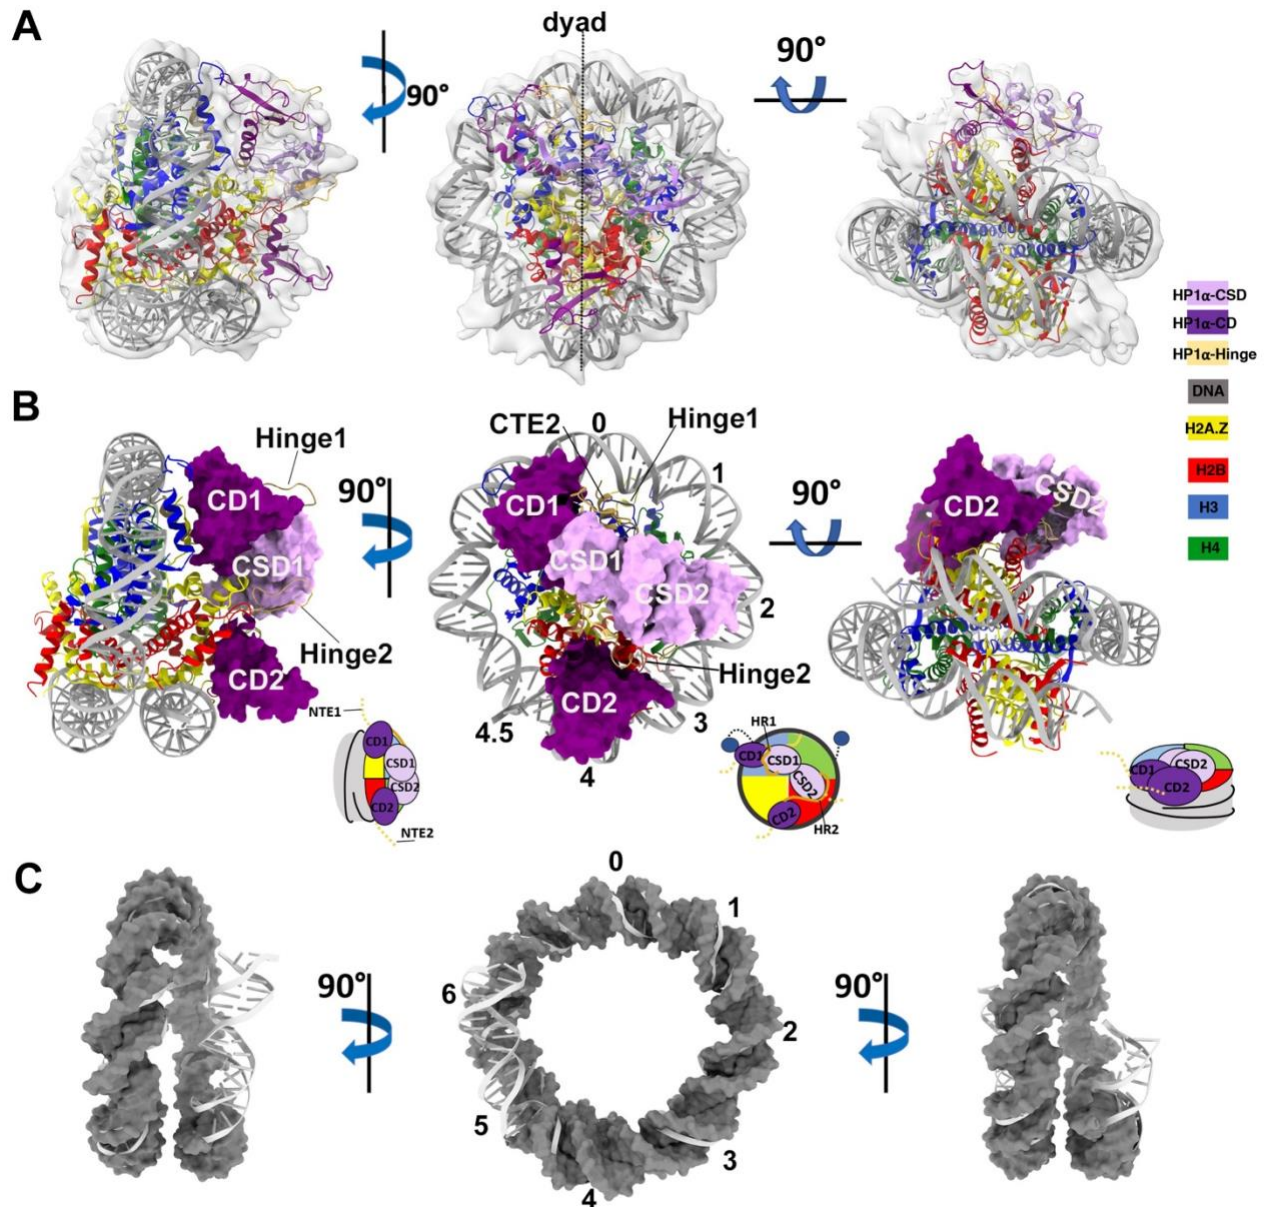 A
dyad
90°
90°
HP1α-CSD
HP1α-CD
HP1α-Hinge
DNA
H2A.Z
H2B
H3
H4
B
Hinge1
CD1
CSD1
Hinge2
CD2
90°
NTE1
CD1
CSD1
CSD2
CD2
NTE2
CTE2
0
Hinge1
1
CD1
CSD1
CSD2
2
Hinge2
CD2
3
4.5
4
HR1
CD1
CSD1
CSD2
CD2
HR2
90°
CD2
CSD2
CD1
CSD2
CD2
C
90°
0
1
2
3
4
5
6
90°